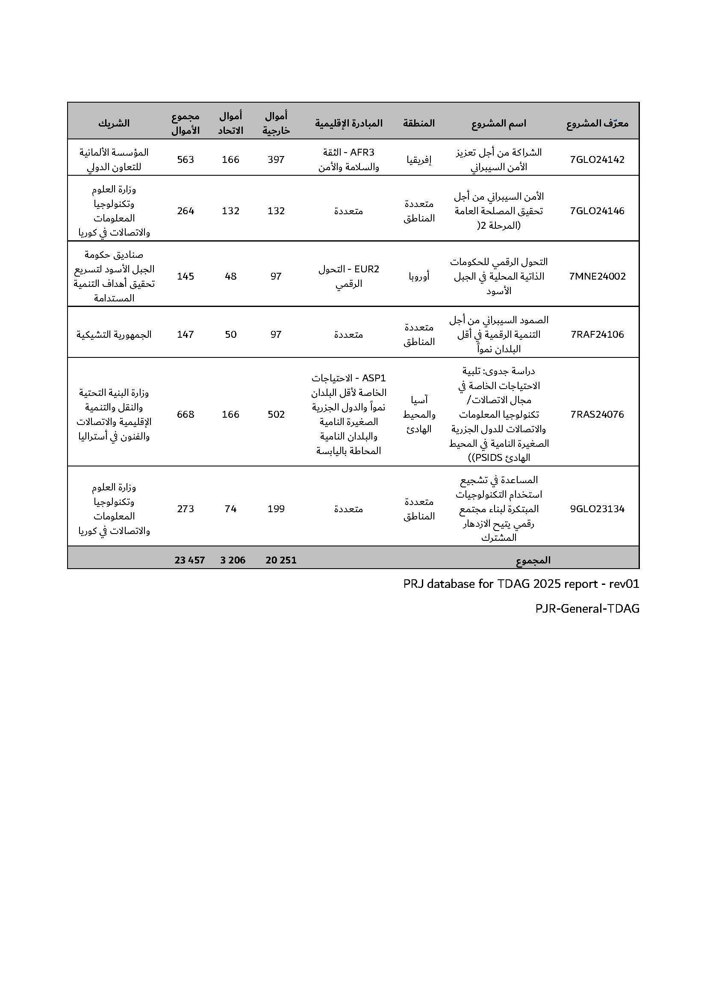 معرّف المشروع
اسم المشروع
المنطقة
المبادرة الإقليمية
أموال
خارجية
أموال
الاتحاد
مجموع
الأموال
الشريك
7GLO24142
الشراكة من أجل تعزيز
الأمن السيبراني
إفريقيا
AFR3 - الثقة
والسلامة والأمن
397
166
563
المؤسسة الألمانية
للتعاون الدولي
7GLO24146
الأمن السيبراني من أجل
تحقيق المصلحة العامة
(المرحلة 2(
متعددة
المناطق
متعددة
132
132
264
وزارة العلوم
وتكنولوجيا
المعلومات
والاتصالات في كوريا
7MNE24002
التحول الرقمي للحكومات
الذاتية المحلية في الجبل
الأسود
أوروبا
EUR2 - التحول
الرقمي
97
48
145
صناديق حكومة
الجبل الأسود لتسريع
تحقيق أهداف التنمية
المستدامة
7RAF24106
الصمود السيبراني من أجل
التنمية الرقمية في أقل
البلدان نمواً
متعددة
المناطق
متعددة
97
50
147
الجمهورية التشيكية
7RAS24076
دراسة جدوى: تلبية
الاحتياجات الخاصة في
مجال الاتصالات/
تكنولوجيا المعلومات
والاتصالات للدول الجزرية
الصغيرة النامية في المحيط
الهادئ PSIDS))
آسيا
والمحيط
الهادئ
ASP1 - الاحتياجات
الخاصة لأقل البلدان
نمواً والدول الجزرية
الصغيرة النامية
والبلدان النامية
المحاطة باليابسة
502
166
668
وزارة البنية التحتية
والنقل والتنمية
الإقليمية والاتصالات
والفنون في أستراليا
9GLO23134
المساعدة في تشجيع
استخدام التكنولوجيات
المبتكرة لبناء مجتمع
رقمي يتيح الازدهار
المشترك
متعددة
المناطق
متعددة
199
74
273
وزارة العلوم
وتكنولوجيا
المعلومات
والاتصالات في كوريا
المجموع
20 251
3 206
23 457
PRJ database for TDAG 2025 report - rev01
PJR-General-TDAG